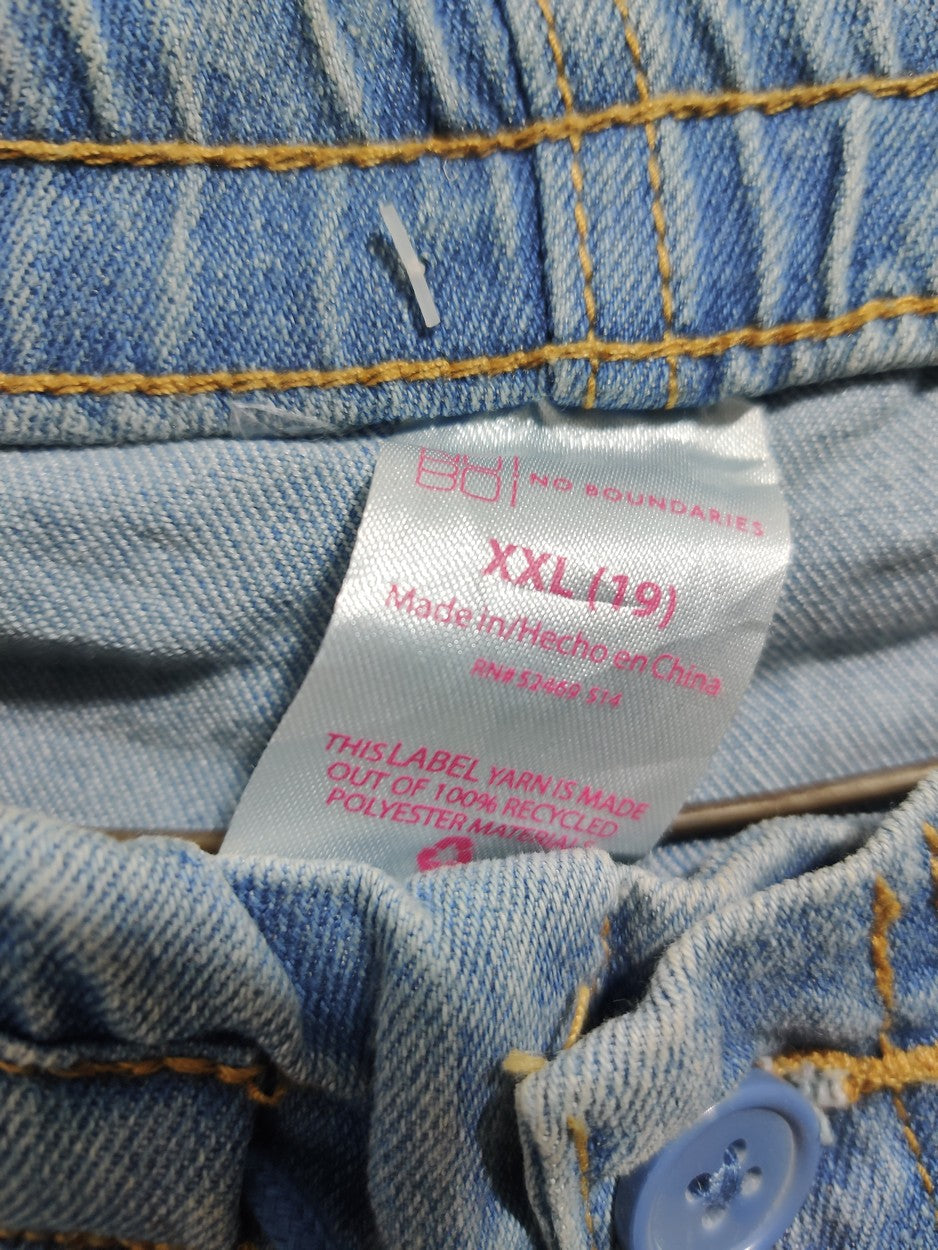 NO BOUNDARIES
XXL (19)
Made in/Hecho en China
RN# 52469 514
THIS LABEL YARN IS MADE
OUT OF 100% RECYCLED
POLYESTER MATERIALS